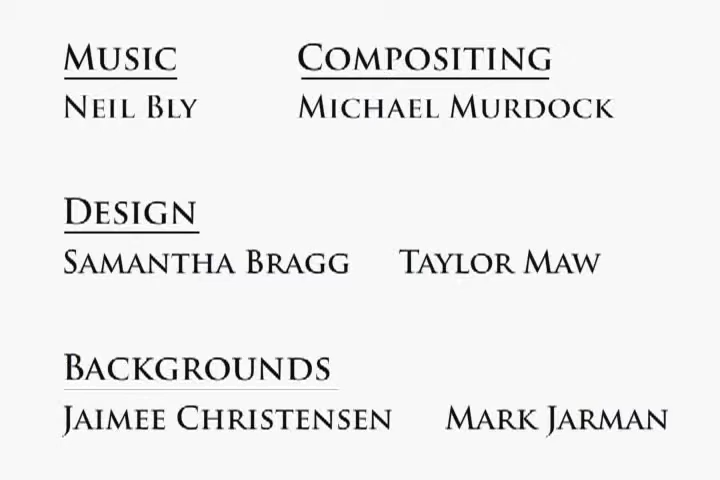 Music Compositing
Neil Bly Michael Murdock
Design
Samantha Bragg Taylor Maw
Backgrounds
Jaimee Christensen Mark Jarman